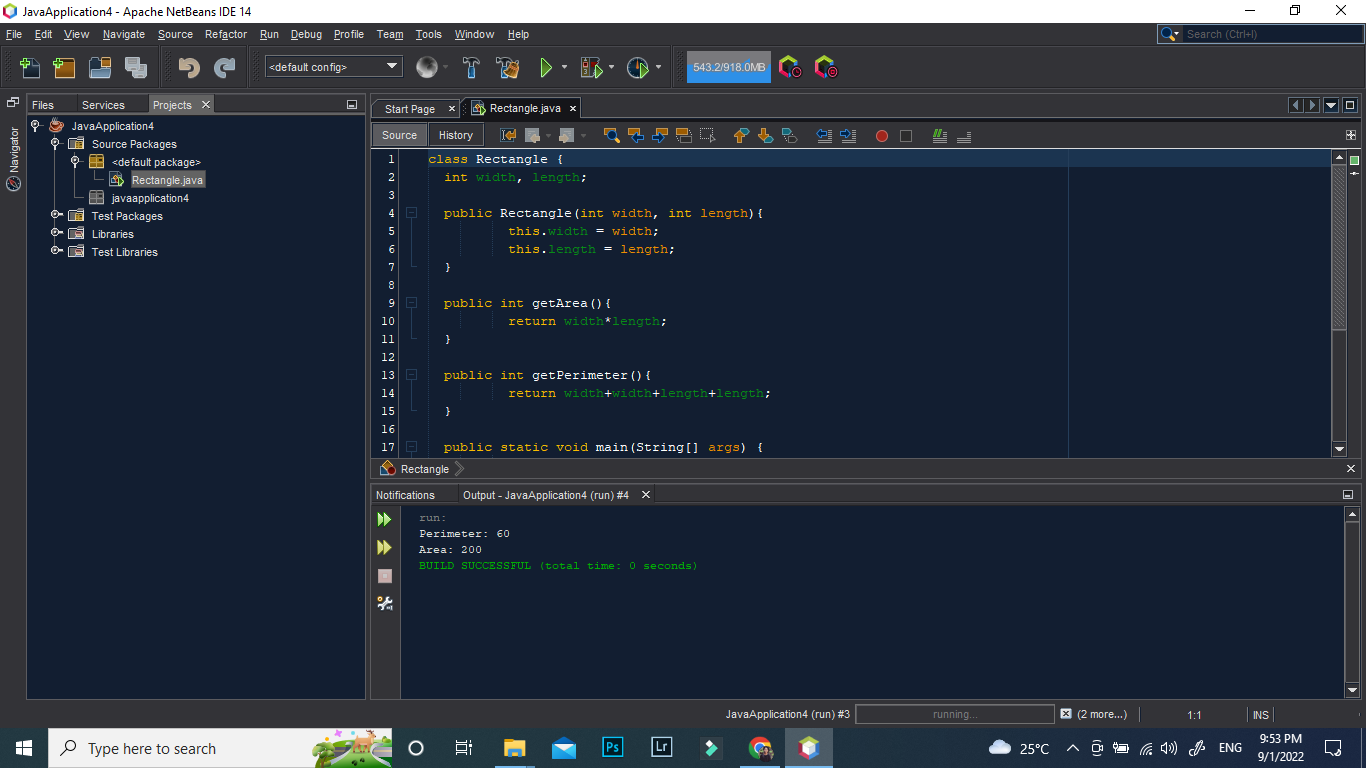 JavaApplication4 - Apache NetBeans IDE 14
File Edit View Navigate Source Refactor Run Debug Profile Team Tools Window Help
Search (Ctrl+I)
<default config>
543.2/918.0MB
Files Services Projects
Navigator
JavaApplication4
Source Packages
<default package>
Rectangle.java
javaapplication4
Test Packages
Libraries
Test Libraries
Start Page Rectangle.java
Source History
1 class Rectangle {
2 int width, length;
3
4 public Rectangle(int width, int length){
5 this.width = width;
6 this.length = length;
7 }
8
9 public int getArea(){
10 return width*length;
11 }
12
13 public int getPerimeter(){
14 return width+width+length+length;
15 }
16
17 public static void main(String[] args) {
Rectangle
Notifications Output - JavaApplication4 (run) #4
run:
Perimeter: 60
Area: 200
BUILD SUCCESSFUL (total time: 0 seconds)
JavaApplication4 (run) #3 running... (2 more...) 1:1 INS
Type here to search
Ps
Lr
25°C
ENG
9:53 PM
9/1/2022